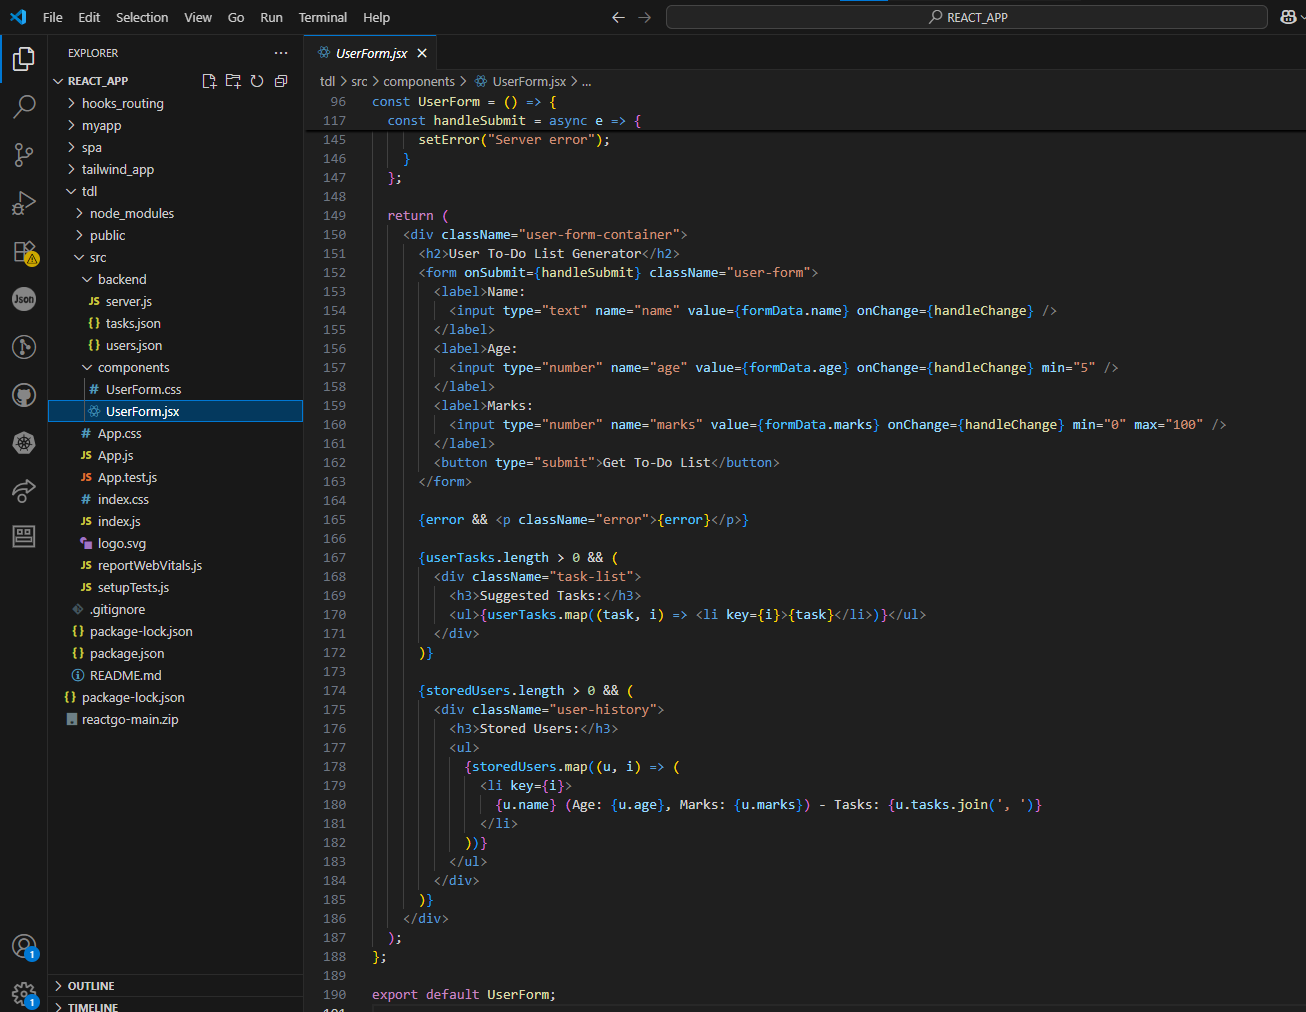 File Edit Selection View Go Run Terminal Help
REACT_APP
EXPLORER
REACT_APP
hooks_routing
myapp
spa
tailwind_app
tdl
node_modules
public
src
backend
JS server.js
{} tasks.json
{} users.json
components
# UserForm.css
UserForm.jsx
# App.css
JS App.js
JS App.test.js
# index.css
JS index.js
logo.svg
JS reportWebVitals.js
JS setupTests.js
.gitignore
{} package-lock.json
{} package.json
README.md
{} package-lock.json
reactgo-main.zip
OUTLINE
TIMELINE
Json
1
1
UserForm.jsx
tdl > src > components > UserForm.jsx > ...
96 const UserForm = () => {
117 const handleSubmit = async e => {
145 setError("Server error");
146 }
147 };
148
149 return (
150 <div className="user-form-container">
151 <h2>User To-Do List Generator</h2>
152 <form onSubmit={handleSubmit} className="user-form">
153 <label>Name:
154 <input type="text" name="name" value={formData.name} onChange={handleChange} />
155 </label>
156 <label>Age:
157 <input type="number" name="age" value={formData.age} onChange={handleChange} min="5" />
158 </label>
159 <label>Marks:
160 <input type="number" name="marks" value={formData.marks} onChange={handleChange} min="0" max="100" />
161 </label>
162 <button type="submit">Get To-Do List</button>
163 </form>
164
165 {error && <p className="error">{error}</p>}
166
167 {userTasks.length > 0 && (
168 <div className="task-list">
169 <h3>Suggested Tasks:</h3>
170 <ul>{userTasks.map((task, i) => <li key={i}>{task}</li>)}</ul>
171 </div>
172 )}
173
174 {storedUsers.length > 0 && (
175 <div className="user-history">
176 <h3>Stored Users:</h3>
177 <ul>
178 {storedUsers.map((u, i) => (
179 <li key={i}>
180 {u.name} (Age: {u.age}, Marks: {u.marks}) - Tasks: {u.tasks.join(', ')}
181 </li>
182 ))}
183 </ul>
184 </div>
185 )}
186 </div>
187 );
188 };
189
190 export default UserForm;
191